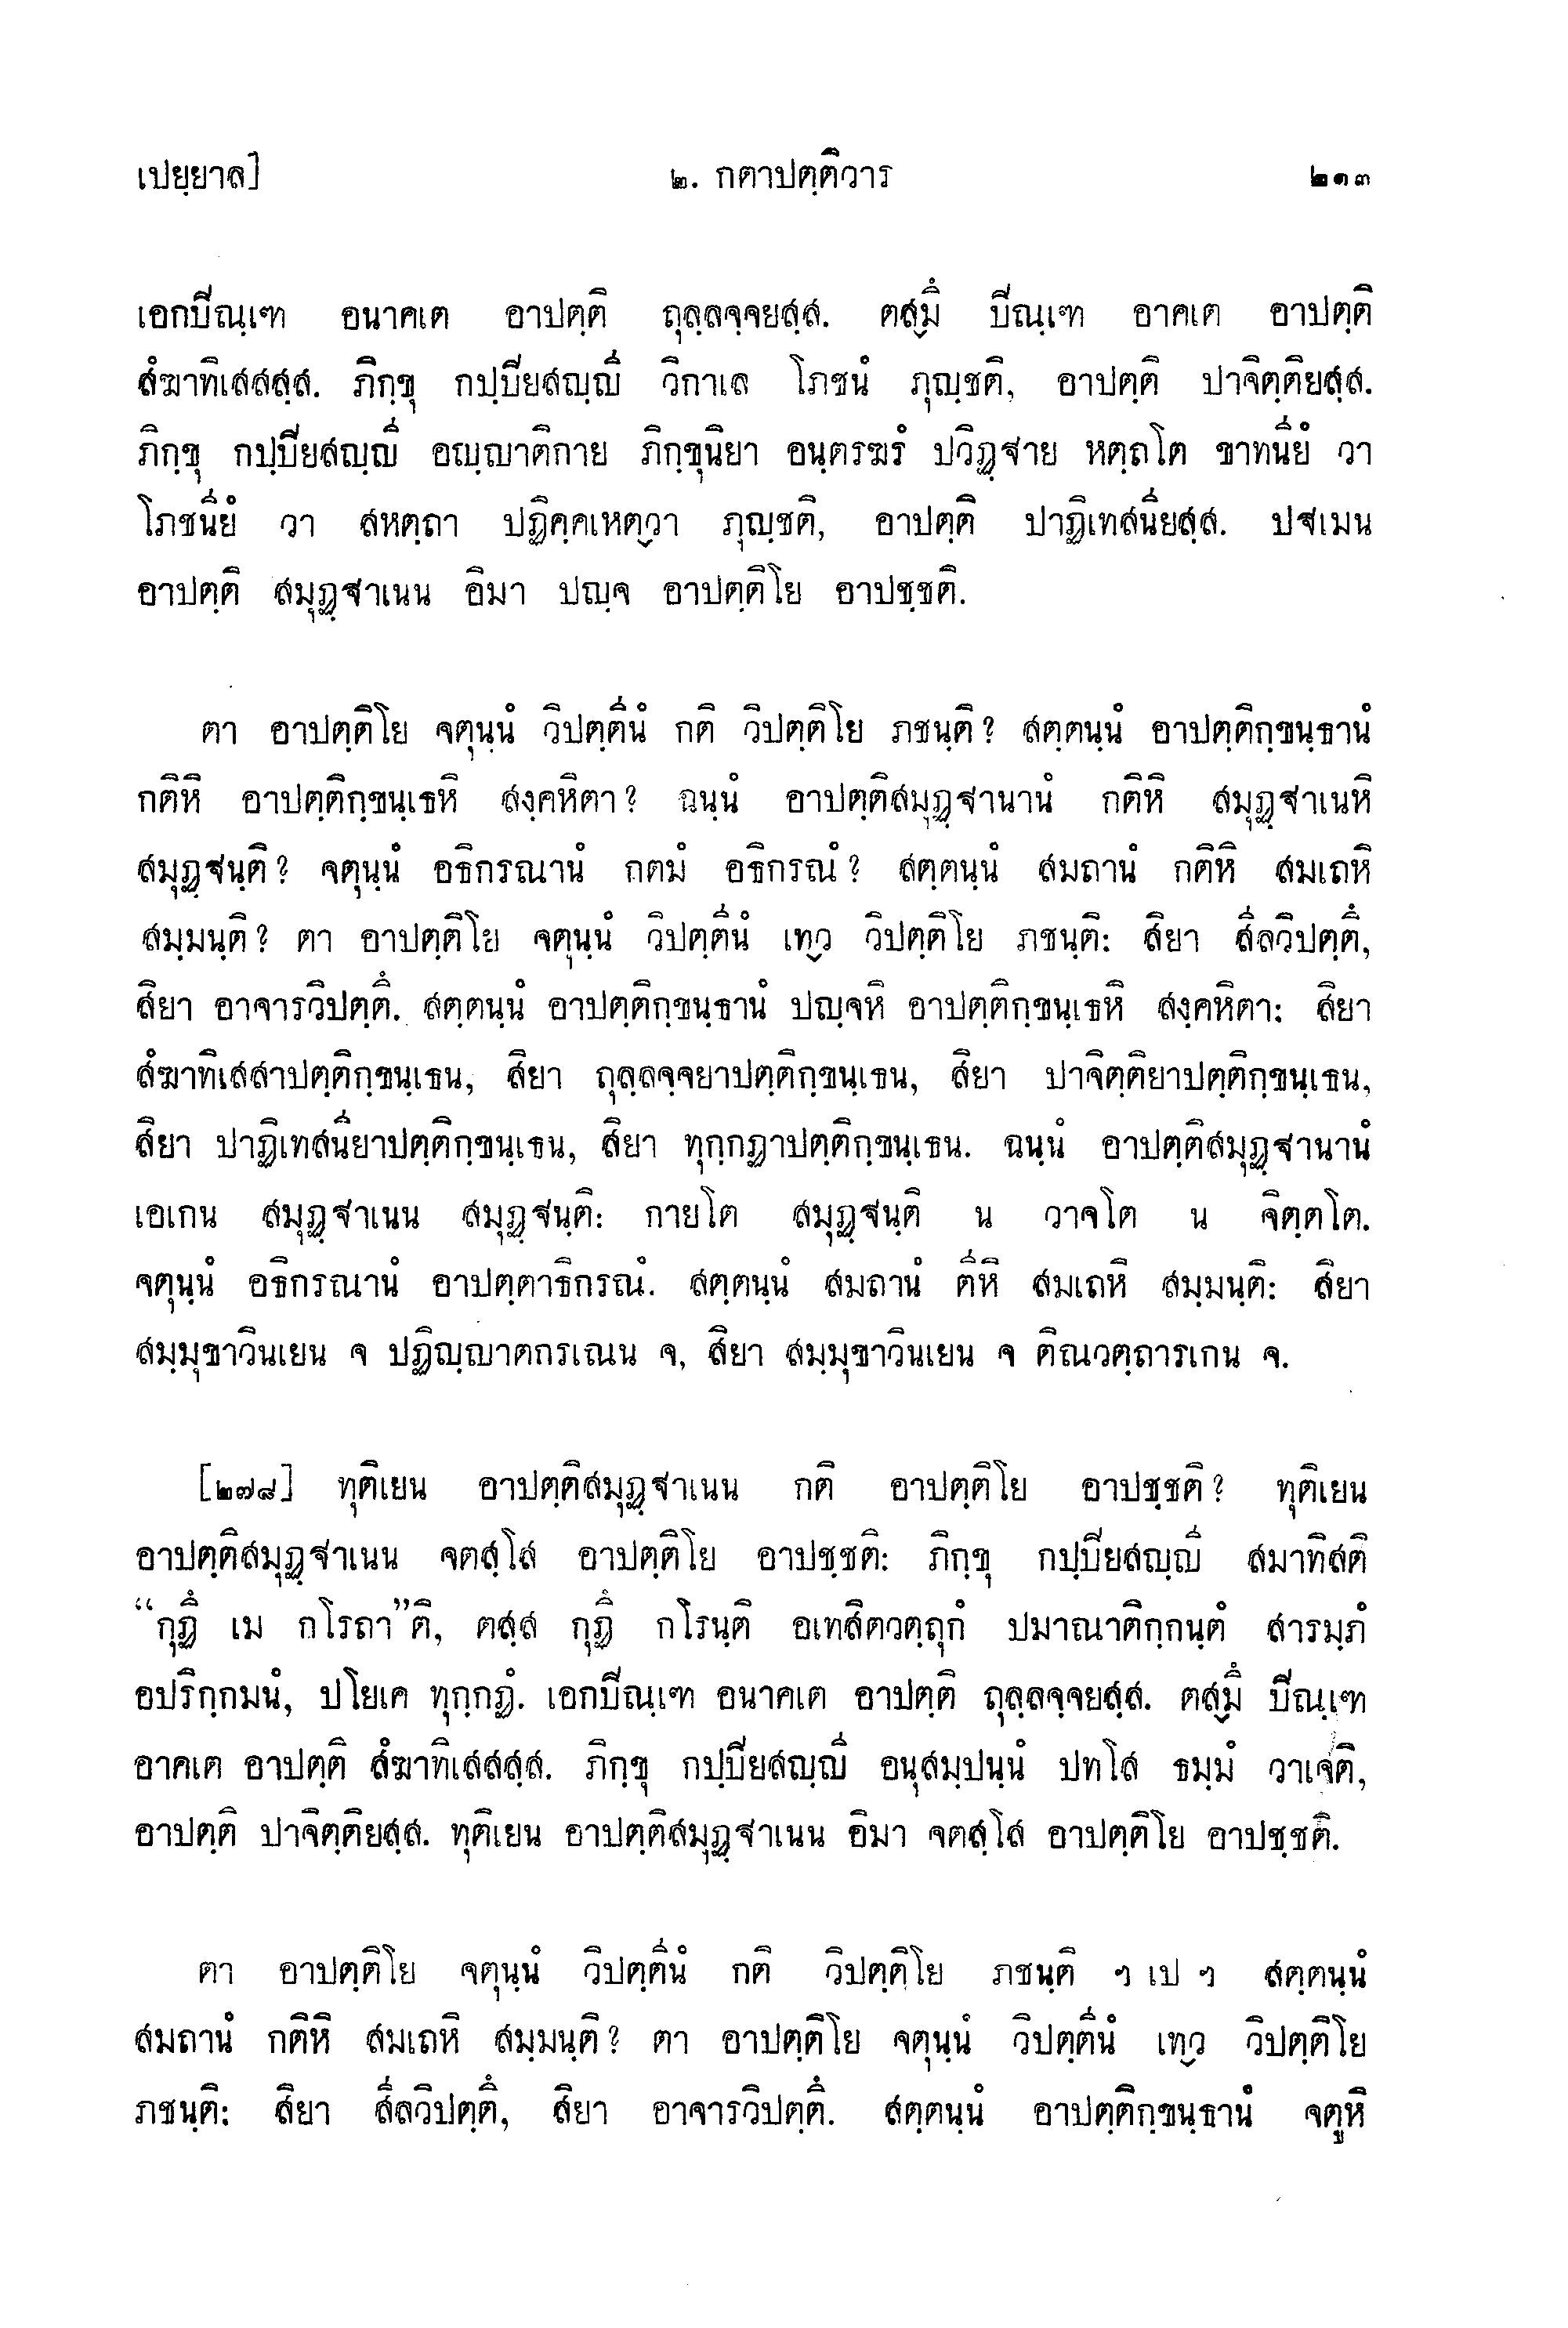 เปยฺยาล]
๒. กตาปตฺติวาร
๒๑๓
เอกปิณฺเฑ อนาคเต อาปตฺติ ถุลฺลจฺจยสฺส. ตสฺมึ ปิณฺเฑ อาคเต อาปตฺติ
สํฆาทิเสสสฺส. ภิกฺขุ กปฺปิยสญฺญี วิกาเล โภชนํ ภุญฺชติ, อาปตฺติ ปาจิตฺติยสฺส.
ภิกฺขุ กปฺปิยสญฺญี อญฺญาติกาย ภิกฺขุนิยา อนฺตรฆรํ ปวิฏฺฐาย หตฺถโต ขาทนียํ วา
โภชนียํ วา สหตฺถา ปฏิคฺคเหตฺวา ภุญฺชติ, อาปตฺติ ปาฏิเทสนียสฺส. ปฐเมน
อาปตฺติ สมุฏฺฐาเนน อิมา ปญฺจ อาปตฺติโย อาปชฺชติ.
ตา อาปตฺติโย จตุนฺนํ วิปตฺตีนํ กติ วิปตฺติโย ภชนฺติ? สตฺตนฺนํ อาปตฺติกฺขนฺธานํ
กติหิ อาปตฺติกฺขนฺเธหิ สงฺคหิตา? ฉนฺนํ อาปตฺติสมุฏฺฐานานํ กติหิ สมุฏฺฐาเนหิ
สมุฏฺฐนฺติ? จตุนฺนํ อธิกรณานํ กตมํ อธิกรณํ? สตฺตนฺนํ สมถานํ กติหิ สมเถหิ
สมฺมนฺติ? ตา อาปตฺติโย จตุนฺนํ วิปตฺตีนํ เทฺว วิปตฺติโย ภชนฺติ: สิยา สีลวิปตฺตึ,
สิยา อาจารวิปตฺตึ. สตฺตนฺนํ อาปตฺติกฺขนฺธานํ ปญฺจหิ อาปตฺติกฺขนฺเธหิ สงฺคหิตา: สิยา
สํฆาทิเสสาปตฺติกฺขนฺเธน, สิยา ถุลฺลจฺจยาปตฺติกฺขนฺเธน, สิยา ปาจิตฺติยาปตฺติกฺขนฺเธน,
สิยา ปาฏิเทสนียาปตฺติกฺขนฺเธน, สิยา ทุกฺกฏาปตฺติกฺขนฺเธน. ฉนฺนํ อาปตฺติสมุฏฺฐานานํ
เอเกน สมุฏฺฐาเนน สมุฏฺฐนฺติ: กายโต สมุฏฺฐนฺติ น วาจโต น จิตฺตโต.
จตุนฺนํ อธิกรณานํ อาปตฺตาธิกรณํ. สตฺตนฺนํ สมถานํ ตีหิ สมเถหิ สมฺมนฺติ: สิยา
สมฺมุขาวินเยน จ ปฏิญฺญาตกรเณน จ, สิยา สมฺมุขาวินเยน จ ติณวตฺถารเกน จ.
[๒๗๘] ทุติเยน อาปตฺติสมุฏฺฐาเนน กติ อาปตฺติโย อาปชฺชติ? ทุติเยน
อาปตฺติสมุฏฺฐาเนน จตสฺโส อาปตฺติโย อาปชฺชติ: ภิกฺขุ กปฺปิยสญฺญี สมาทิสติ
“กุฏึ เม กโรถา”ติ, ตสฺส กุฏึ กโรนฺติ อเทสิตวตฺถุกํ ปมาณาติกฺกนฺตํ สารมฺภํ
อปริกฺกมนํ, ปโยเค ทุกฺกฏํ. เอกปิณฺเฑ อนาคเต อาปตฺติ ถุลฺลจฺจยสฺส. ตสฺมึ ปิณฺเฑ
อาคเต อาปตฺติ สํฆาทิเสสสฺส. ภิกฺขุ กปฺปิยสญฺญี อนุสมฺปนฺนํ ปทโส ธมฺมํ วาเจติ,
อาปตฺติ ปาจิตฺติยสฺส. ทุติเยน อาปตฺติสมุฏฺฐาเนน อิมา จตสฺโส อาปตฺติโย อาปชฺชติ.
ตา อาปตฺติโย จตุนฺนํ วิปตฺตีนํ กติ วิปตฺติโย ภชนฺติ ฯ เป ฯ สตฺตนฺนํ
สมถานํ กติหิ สมเถหิ สมฺมนฺติ? ตา อาปตฺติโย จตุนฺนํ วิปตฺตีนํ เทฺว วิปตฺติโย
ภชนฺติ: สิยา สีลวิปตฺตึ, สิยา อาจารวิปตฺตึ. สตฺตนฺนํ อาปตฺติกฺขนฺธานํ จตูหิ